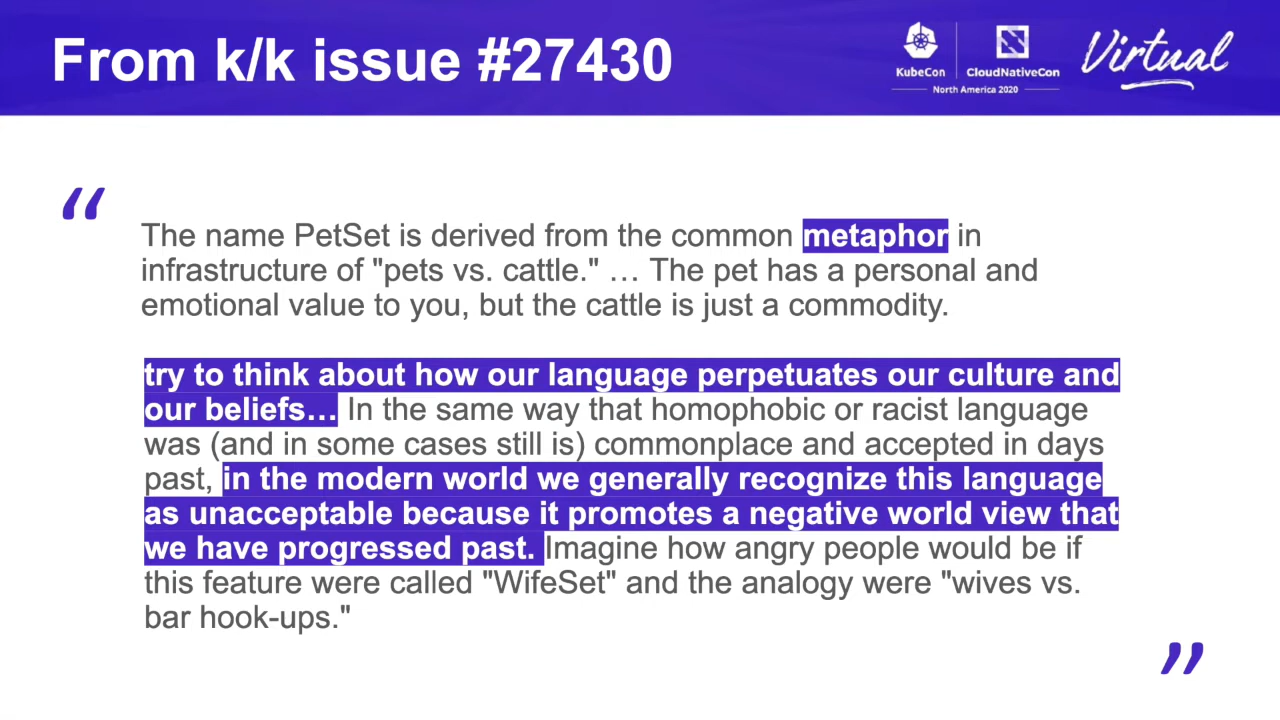 From k/k issue #27430
KubeCon
CloudNativeCon
North America 2020
Virtual
“
The name PetSet is derived from the common metaphor in
infrastructure of "pets vs. cattle." … The pet has a personal and
emotional value to you, but the cattle is just a commodity.
try to think about how our language perpetuates our culture and
our beliefs… In the same way that homophobic or racist language
was (and in some cases still is) commonplace and accepted in days
past, in the modern world we generally recognize this language
as unacceptable because it promotes a negative world view that
we have progressed past. Imagine how angry people would be if
this feature were called "WifeSet" and the analogy were "wives vs.
bar hook-ups."
”